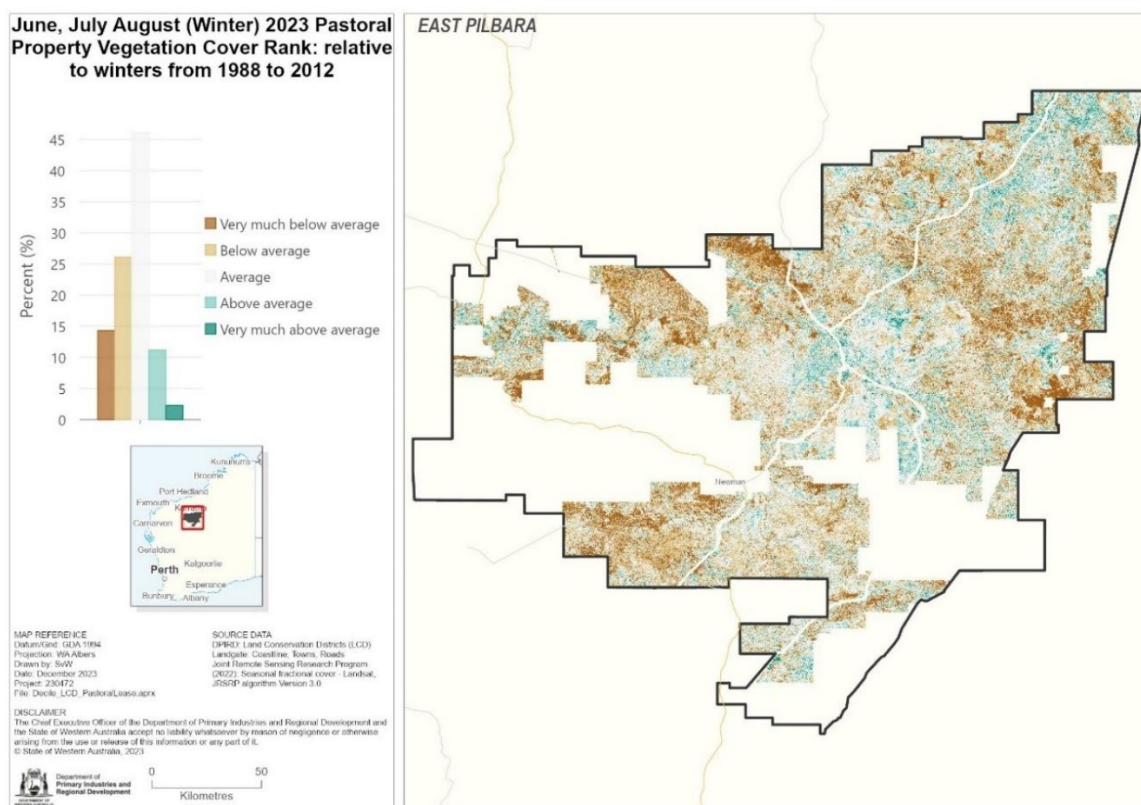 June, July August (Winter) 2023 Pastoral
Property Vegetation Cover Rank: relative
to winters from 1988 to 2012
45
40
35
30
25
20
15
10
5
0
Percent (%)
Very much below average
Below average
Average
Above average
Very much above average
Kununurra
Broome
Port Hedland
Exmouth
Carnarvon
Geraldton
Kalgoorlie
Perth
Esperance
Bunbury
Albany
MAP REFERENCE
Datum/Grid: GDA 1994
Projection: WA Albers
Drawn by: SvW
Date: December 2023
Project: 230472
File: Decile_LCD_PastoralLease.aprx
SOURCE DATA
DPIRD: Land Conservation Districts (LCD)
Landgate: Coastline, Towns, Roads
Joint Remote Sensing Research Program
(2022): Seasonal fractional cover - Landsat,
JRSRP algorithm Version 3.0
DISCLAIMER
The Chief Executive Officer of the Department of Primary Industries and Regional Development and
the State of Western Australia accept no liability whatsoever by reason of negligence or otherwise
arising from the use or release of this information or any part of it.
© State of Western Australia, 2023
Department of
Primary Industries and
Regional Development
GOVERNMENT OF
WESTERN AUSTRALIA
0 50
Kilometres
EAST PILBARA
Newman